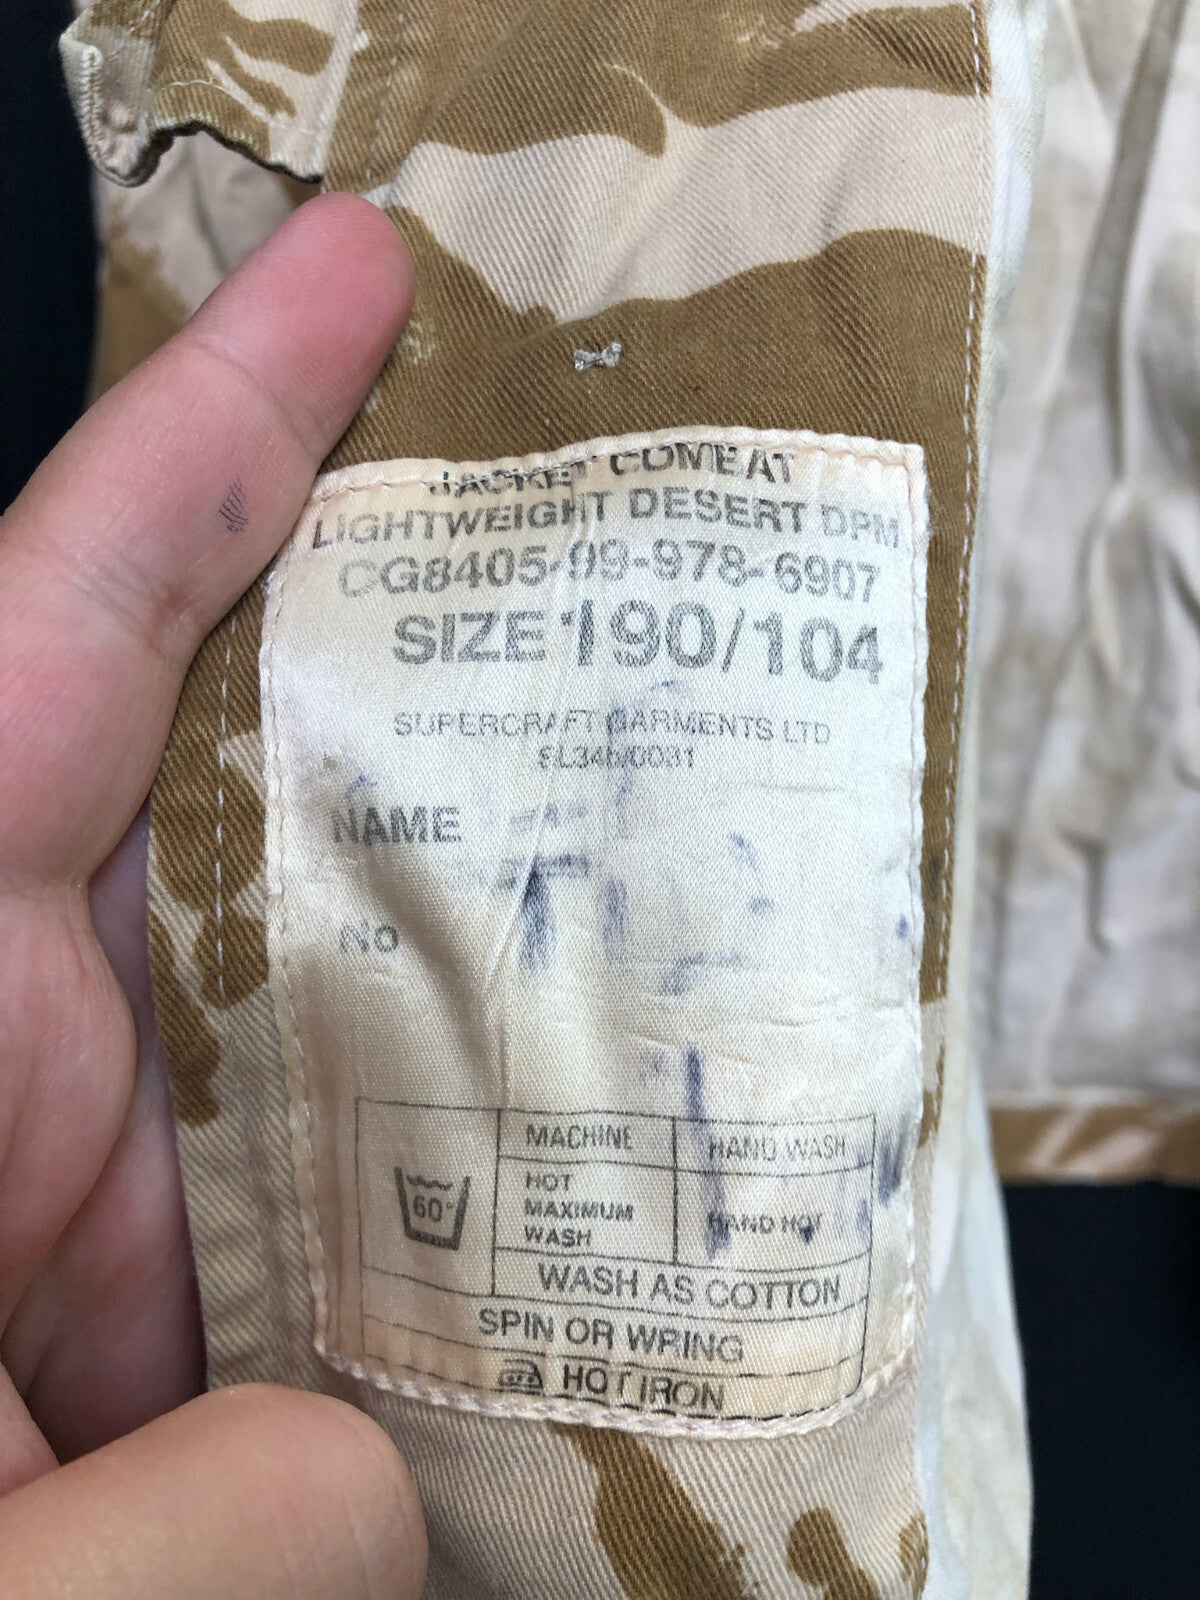 JACKET COMBAT
LIGHTWEIGHT DESERT DPM
CG8405-99-978-6907
SIZE 190/104
SUPERCRAFT GARMENTS LTD
NAME
No
MACHINE HAND WASH
60° HOT MAXIMUM WASH HAND HOT
WASH AS COTTON
SPIN OR WRING
HOT IRON